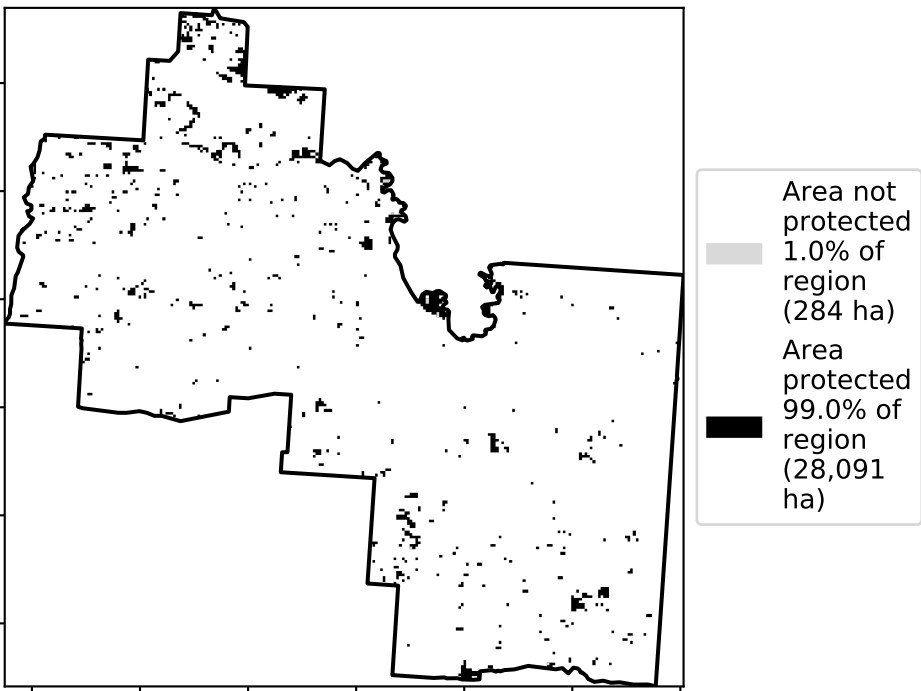 Area not
protected
1.0% of
region
(284 ha)
Area
protected
99.0% of
region
(28,091
ha)